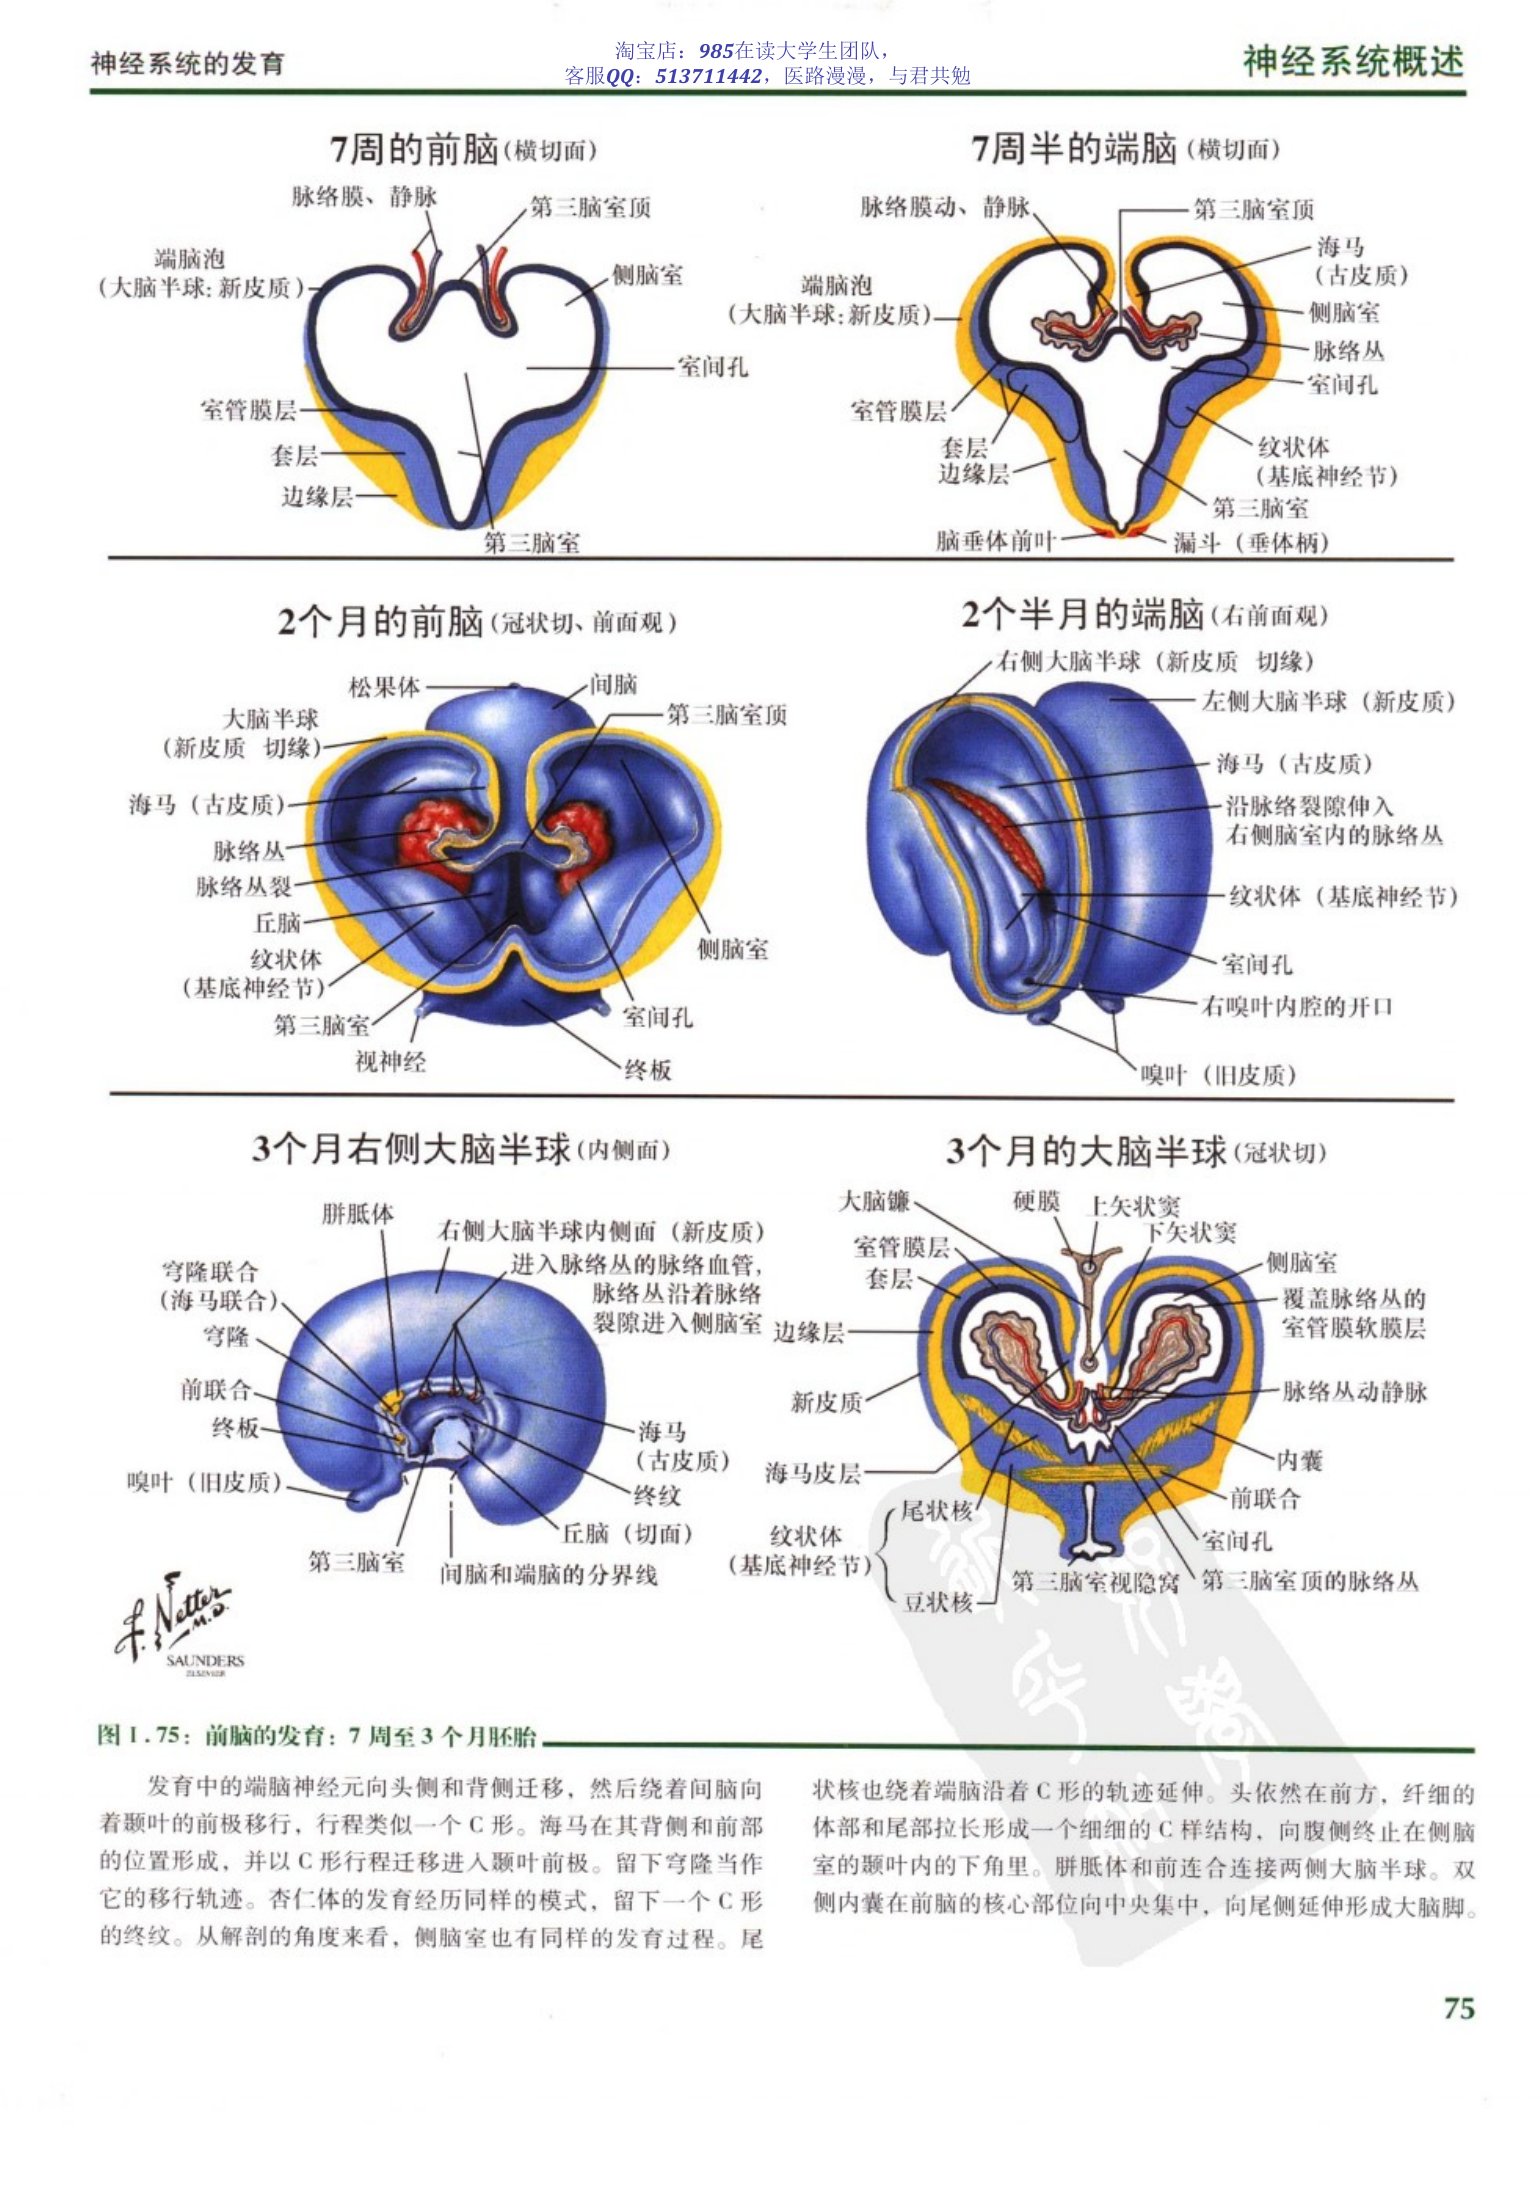 神经系统的发育
淘宝店：985在读大学生团队，
客服QQ：513711442，医路漫漫，与君共勉
神经系统概述
7周的前脑（横切面）
脉络膜、静脉
第三脑室顶
端脑泡
（大脑半球：新皮质）
侧脑室
室间孔
室管膜层
套层
边缘层
第三脑室
7周半的端脑（横切面）
脉络膜动、静脉
第三脑室顶
海马
（古皮质）
端脑泡
（大脑半球：新皮质）
侧脑室
脉络丛
室间孔
室管膜层
套层
边缘层
纹状体
（基底神经节）
第三脑室
脑垂体前叶
漏斗（垂体柄）
2个月的前脑（冠状切、前面观）
松果体
间脑
大脑半球
（新皮质 切缘）
第三脑室顶
海马（古皮质）
脉络丛
脉络丛裂
丘脑
纹状体
（基底神经节）
侧脑室
第三脑室
室间孔
视神经
终板
2个半月的端脑（右前面观）
右侧大脑半球（新皮质 切缘）
左侧大脑半球（新皮质）
海马（古皮质）
沿脉络裂隙伸入
右侧脑室内的脉络丛
纹状体（基底神经节）
室间孔
右嗅叶内腔的开口
嗅叶（旧皮质）
3个月右侧大脑半球（内侧面）
胼胝体
右侧大脑半球内侧面（新皮质）
进入脉络丛的脉络血管，
脉络丛沿着脉络
裂隙进入侧脑室
穹隆联合
（海马联合）
穹隆
前联合
终板
嗅叶（旧皮质）
海马
（古皮质）
终纹
丘脑（切面）
第三脑室
间脑和端脑的分界线
3个月的大脑半球（冠状切）
大脑镰
硬膜
上矢状窦
下矢状窦
室管膜层
套层
侧脑室
覆盖脉络丛的
室管膜软膜层
边缘层
新皮质
脉络丛动静脉
海马皮层
内囊
前联合
尾状核
纹状体
（基底神经节）
室间孔
豆状核
第三脑室视隐窝
第三脑室顶的脉络丛
F. Netter
M.D.
SAUNDERS
ELSEVIER
图 I.75：前脑的发育：7 周至 3 个月胚胎
发育中的端脑神经元向头侧和背侧迁移，然后绕着间脑向
着颞叶的前极移行，行程类似一个 C 形。海马在其背侧和前部
的位置形成，并以 C 形行程迁移进入颞叶前极。留下穹隆当作
它的移行轨迹。杏仁体的发育经历同样的模式，留下一个 C 形
的终纹。从解剖的角度来看，侧脑室也有同样的发育过程。尾
状核也绕着端脑沿着 C 形的轨迹延伸。头依然在前方，纤细的
体部和尾部拉长形成一个细细的 C 样结构，向腹侧终止在侧脑
室的颞叶内的下角里。胼胝体和前连合连接两侧大脑半球。双
侧内囊在前脑的核心部位向中央集中，向尾侧延伸形成大脑脚。
75